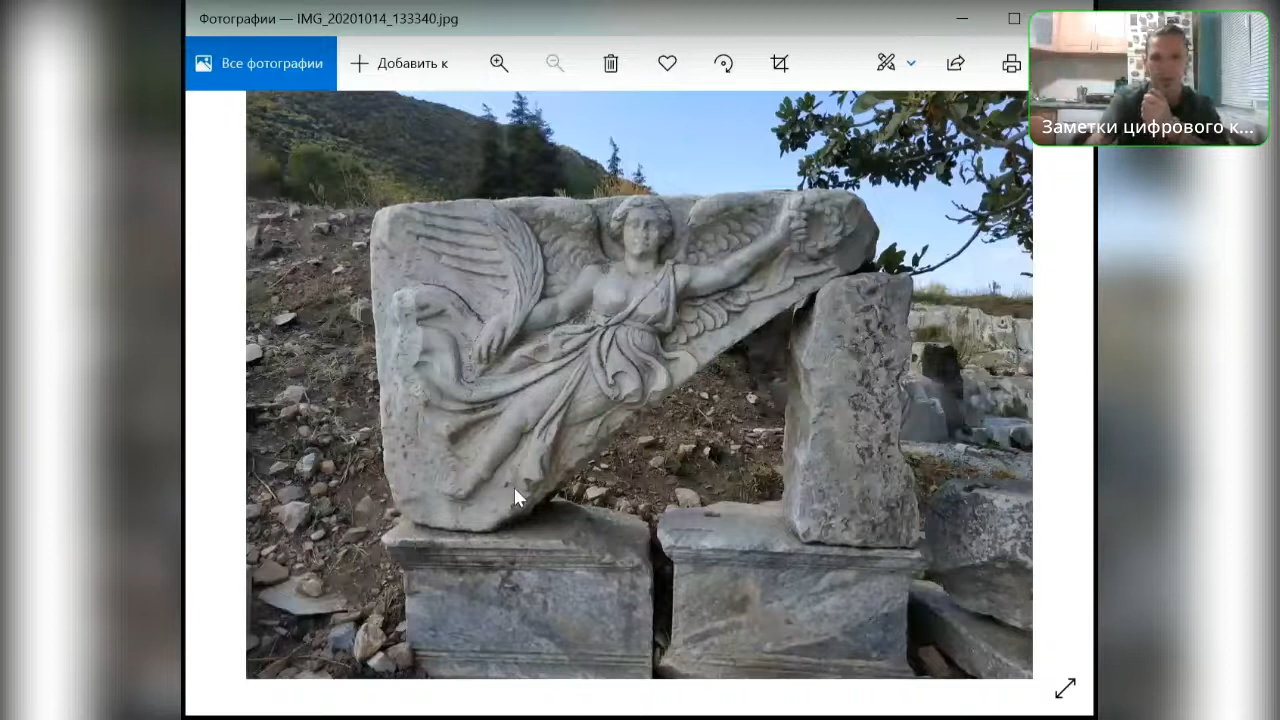 Фотографии — IMG_20201014_133340.jpg
Все фотографии
Добавить к
Заметки цифрового к...